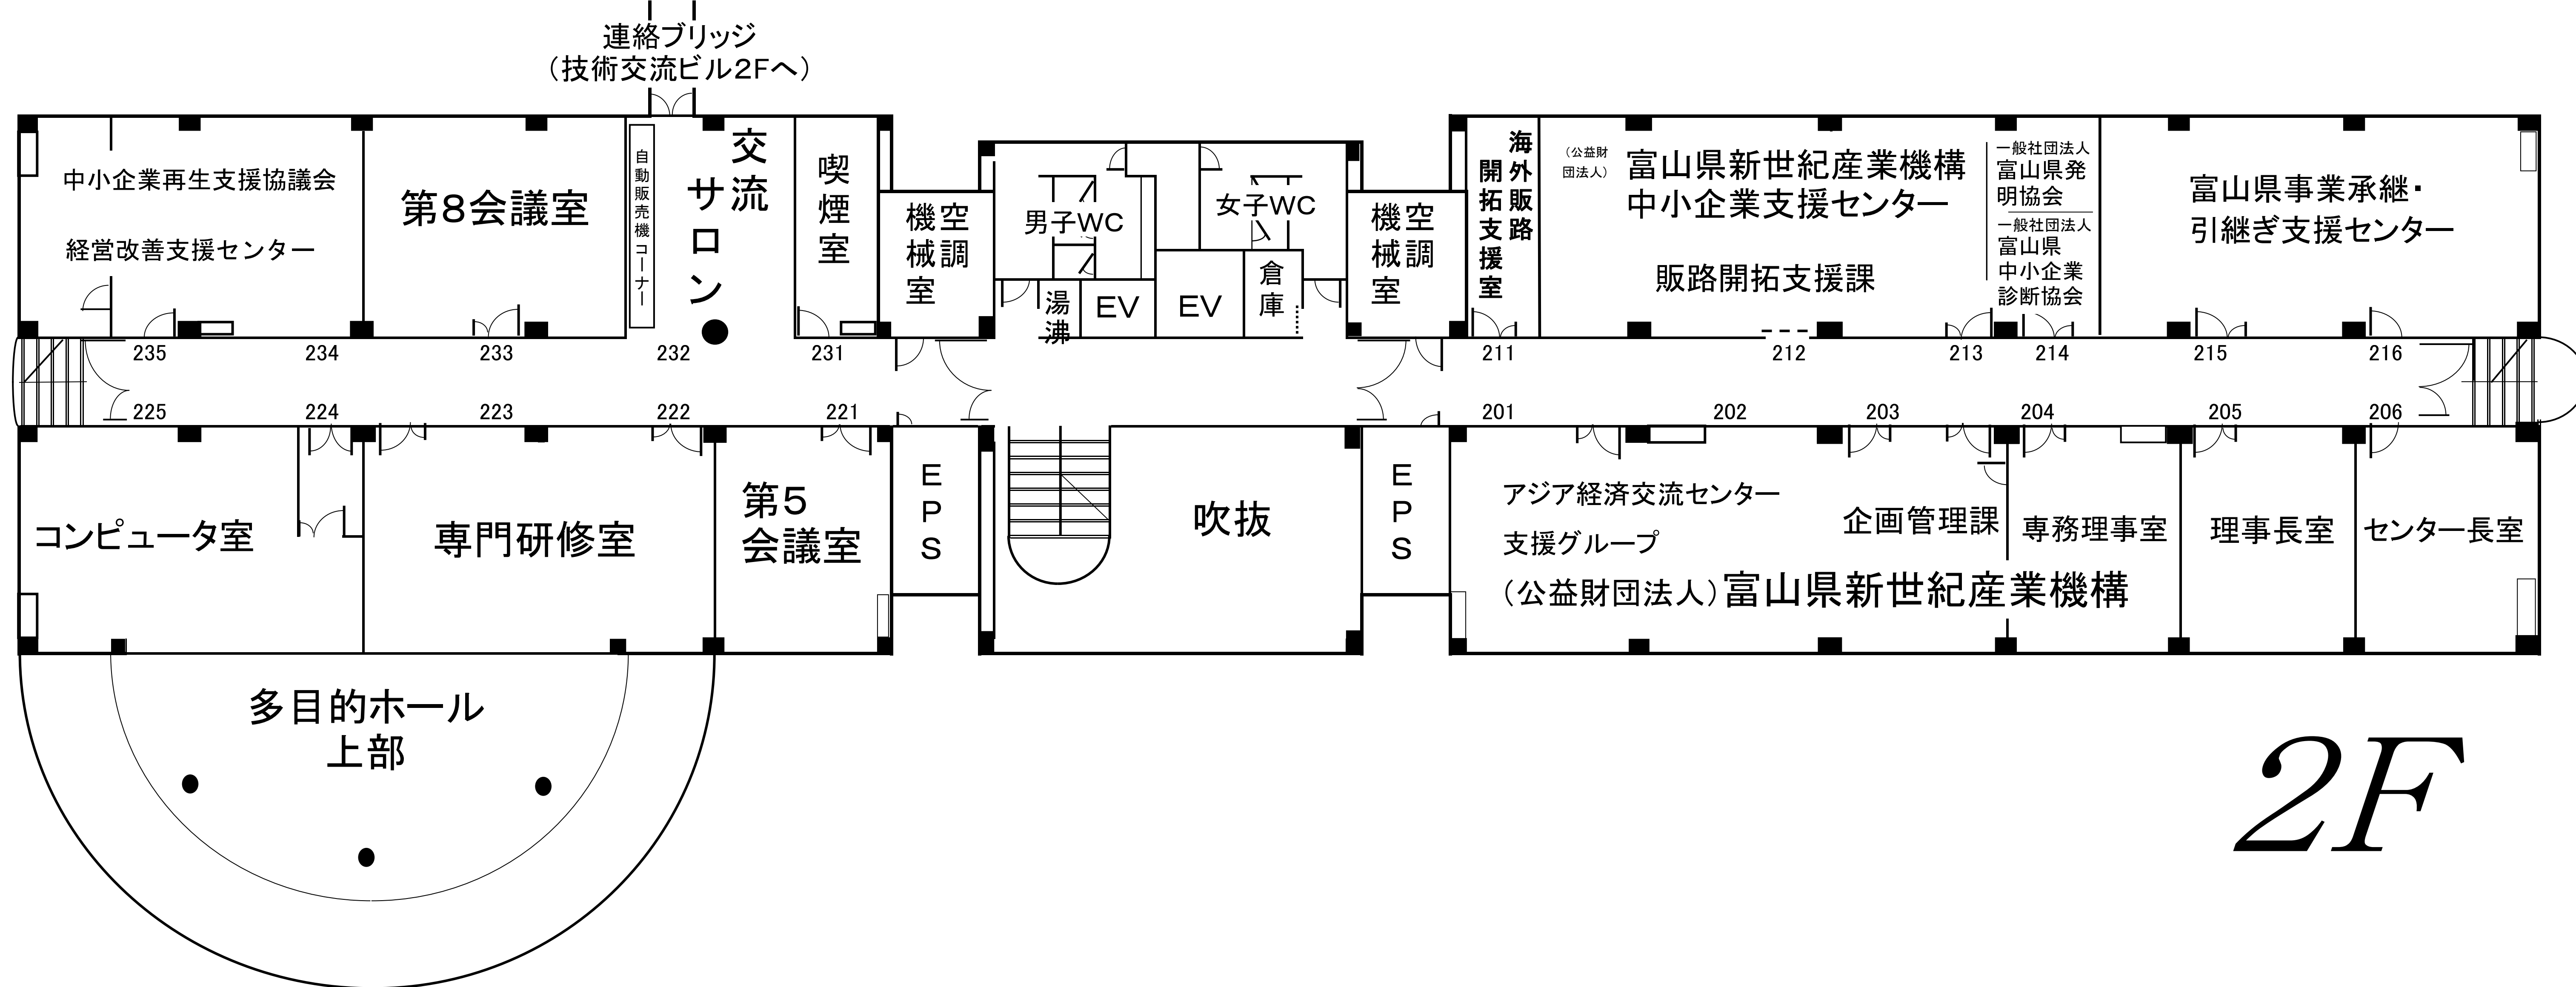 連絡ブリッジ
（技術交流ビル2Fへ）
中小企業再生支援協議会
経営改善支援センター
第8会議室
自動販売機コーナー
交流
サロン
喫煙室
空調
機械室
男子WC
女子WC
湯沸
EV
EV
倉庫
空調
機械室
海外販路
開拓支援室
（公益財
団法人）
富山県新世紀産業機構
中小企業支援センター
販路開拓支援課
一般社団法人
富山県発
明協会
一般社団法人
富山県
中小企業
診断協会
富山県事業承継・
引継ぎ支援センター
235
234
233
232
231
211
212
213
214
215
216
225
224
223
222
221
201
202
203
204
205
206
コンピュータ室
専門研修室
第5
会議室
EPS
吹抜
EPS
アジア経済交流センター
支援グループ
（公益財団法人）富山県新世紀産業機構
企画管理課
専務理事室
理事長室
センター長室
多目的ホール
上部
2F